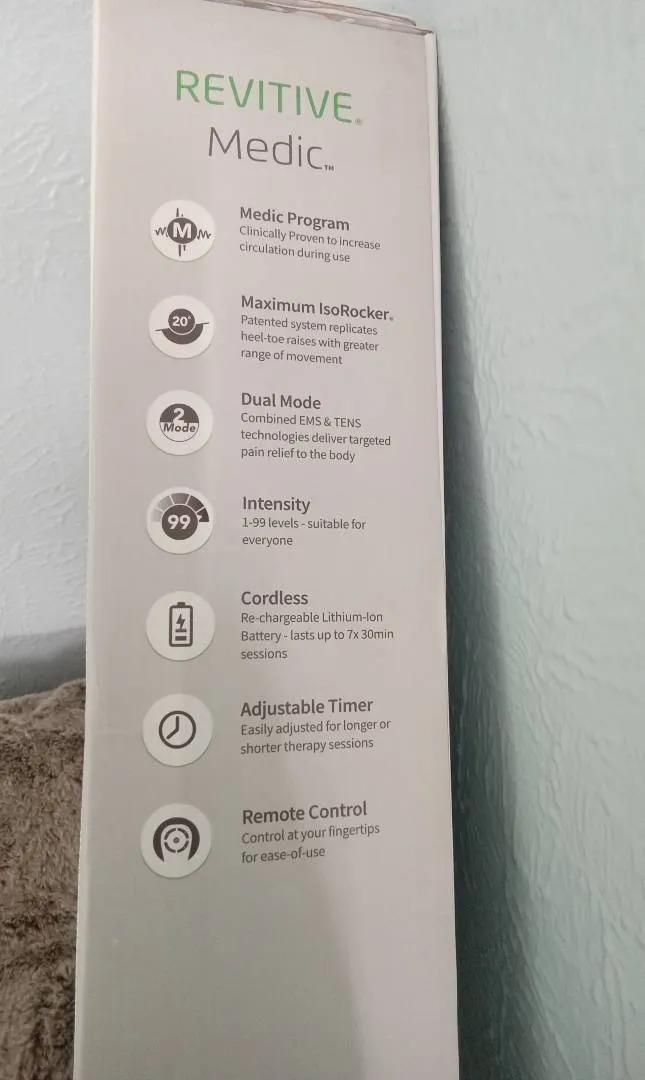 REVITIVE®
Medic™
M
Medic Program
Clinically Proven to increase
circulation during use
20°
Maximum IsoRocker®
Patented system replicates
heel-toe raises with greater
range of movement
2
Mode
Dual Mode
Combined EMS & TENS
technologies deliver targeted
pain relief to the body
99
Intensity
1-99 levels - suitable for
everyone
Cordless
Re-chargeable Lithium-Ion
Battery - lasts up to 7x 30min
sessions
Adjustable Timer
Easily adjusted for longer or
shorter therapy sessions
Remote Control
Control at your fingertips
for ease-of-use